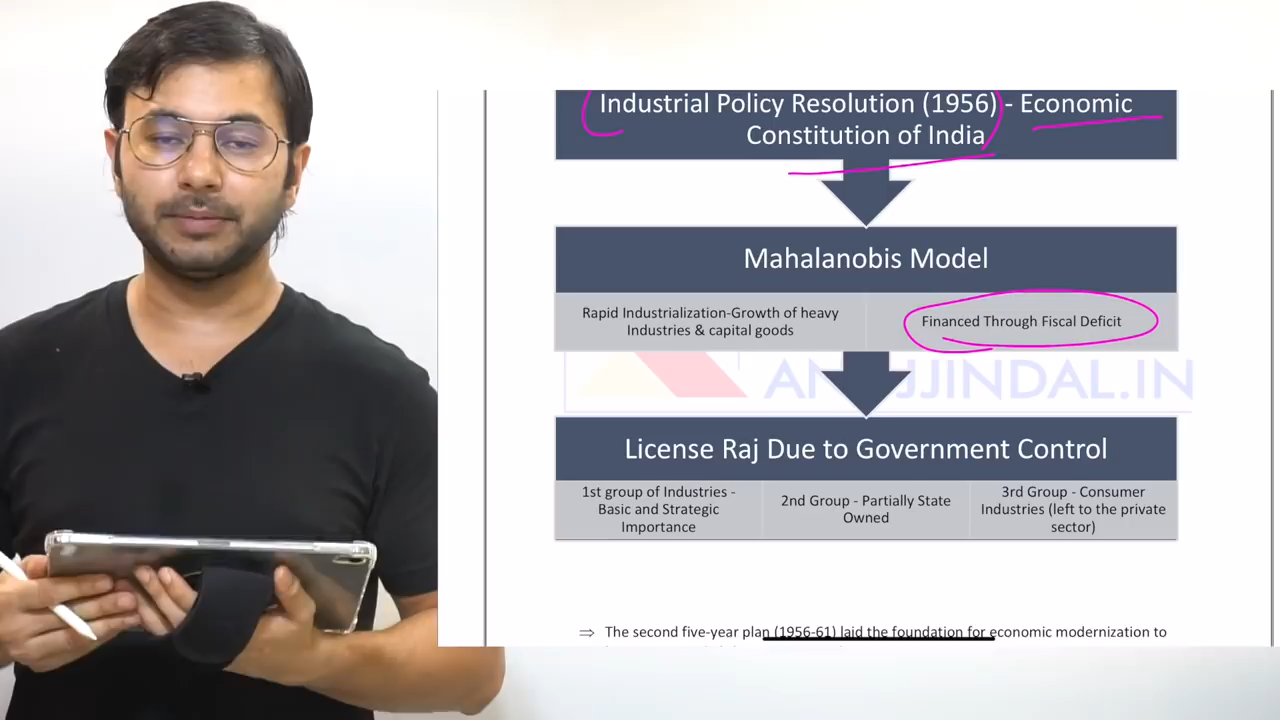 Industrial Policy Resolution (1956) - Economic
Constitution of India
Mahalanobis Model
Rapid Industrialization-Growth of heavy
Industries & capital goods
Financed Through Fiscal Deficit
JJINDAL.IN
License Raj Due to Government Control
1st group of Industries -
Basic and Strategic
Importance
2nd Group - Partially State
Owned
3rd Group - Consumer
Industries (left to the private
sector)
⇒ The second five-year plan (1956-61) laid the foundation for economic modernization to